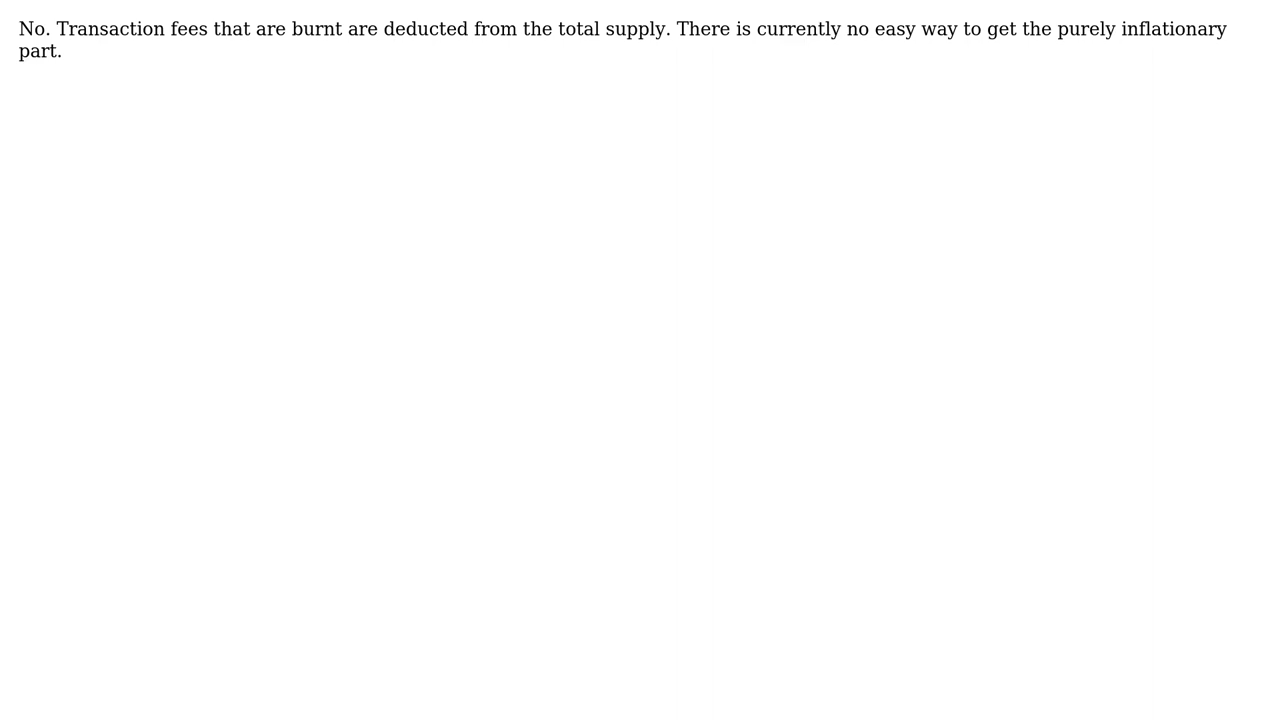 No. Transaction fees that are burnt are deducted from the total supply. There is currently no easy way to get the purely inflationary
part.